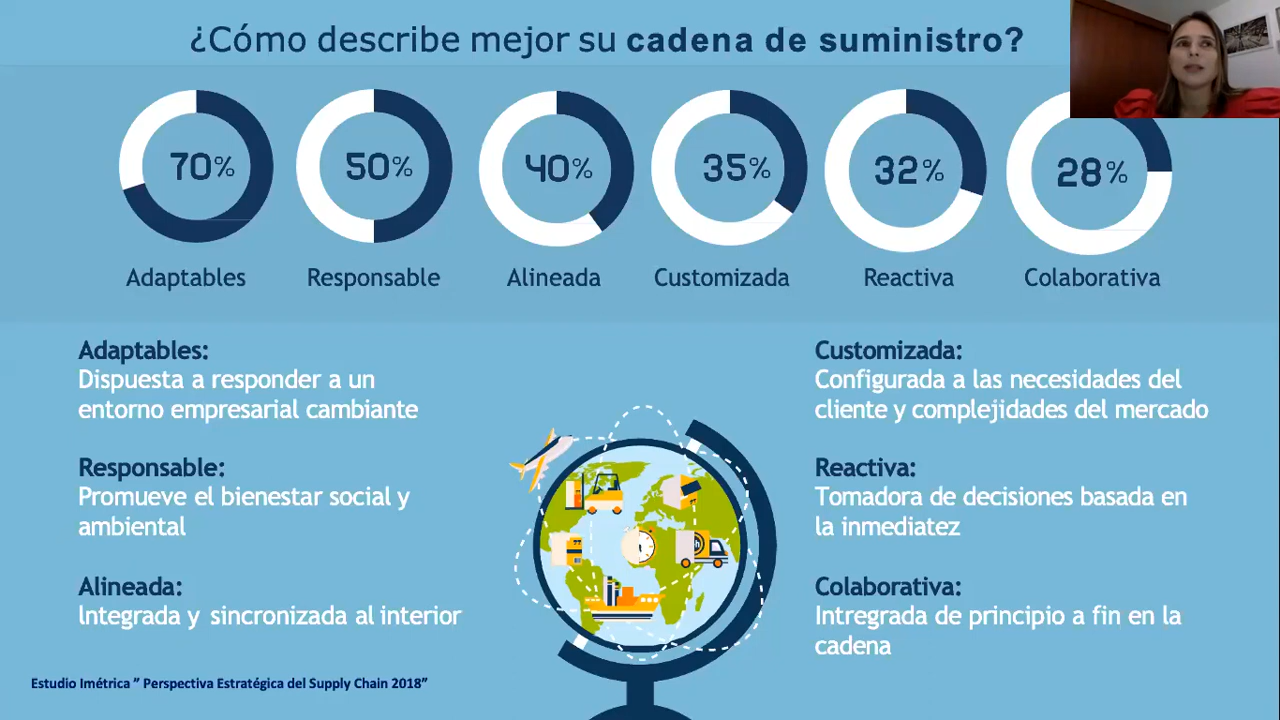 ¿Cómo describe mejor su cadena de suministro?
70%
50%
40%
35%
32%
28%
Adaptables
Responsable
Alineada
Customizada
Reactiva
Colaborativa
Adaptables:
Dispuesta a responder a un
entorno empresarial cambiante
Responsable:
Promueve el bienestar social y
ambiental
Alineada:
Integrada y sincronizada al interior
Customizada:
Configurada a las necesidades del
cliente y complejidades del mercado
Reactiva:
Tomadora de decisiones basada en
la inmediatez
Colaborativa:
Intregrada de principio a fin en la
cadena
Estudio Imétrica ” Perspectiva Estratégica del Supply Chain 2018”